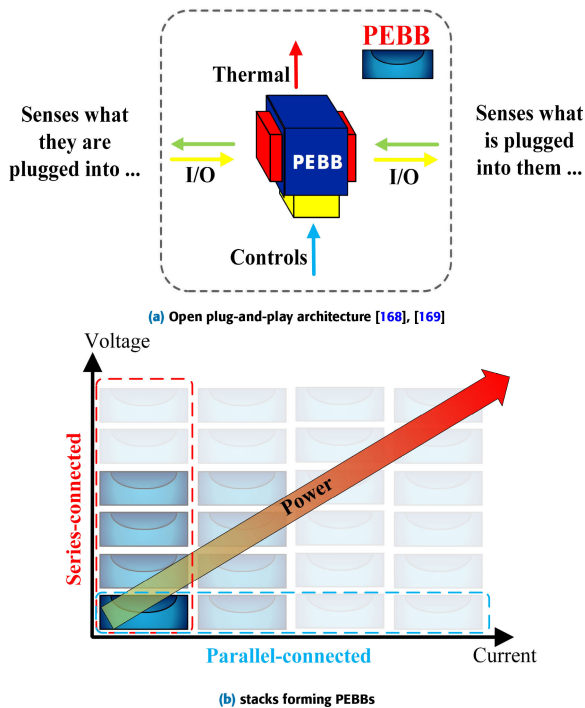 PEBB
Thermal
Senses what
they are
plugged into ...
I/O
PEBB
I/O
Senses what
is plugged
into them ...
Controls
(a) Open plug-and-play architecture [168], [169]
Voltage
Series-connected
Power
Parallel-connected
Current
(b) stacks forming PEBBs